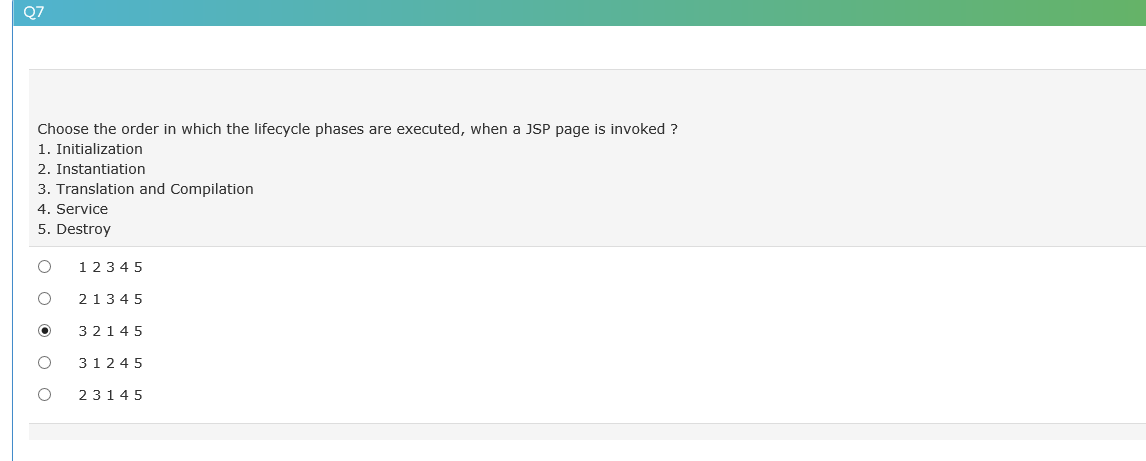 Q7
Choose the order in which the lifecycle phases are executed, when a JSP page is invoked ?
1. Initialization
2. Instantiation
3. Translation and Compilation
4. Service
5. Destroy
1 2 3 4 5
2 1 3 4 5
3 2 1 4 5
3 1 2 4 5
2 3 1 4 5